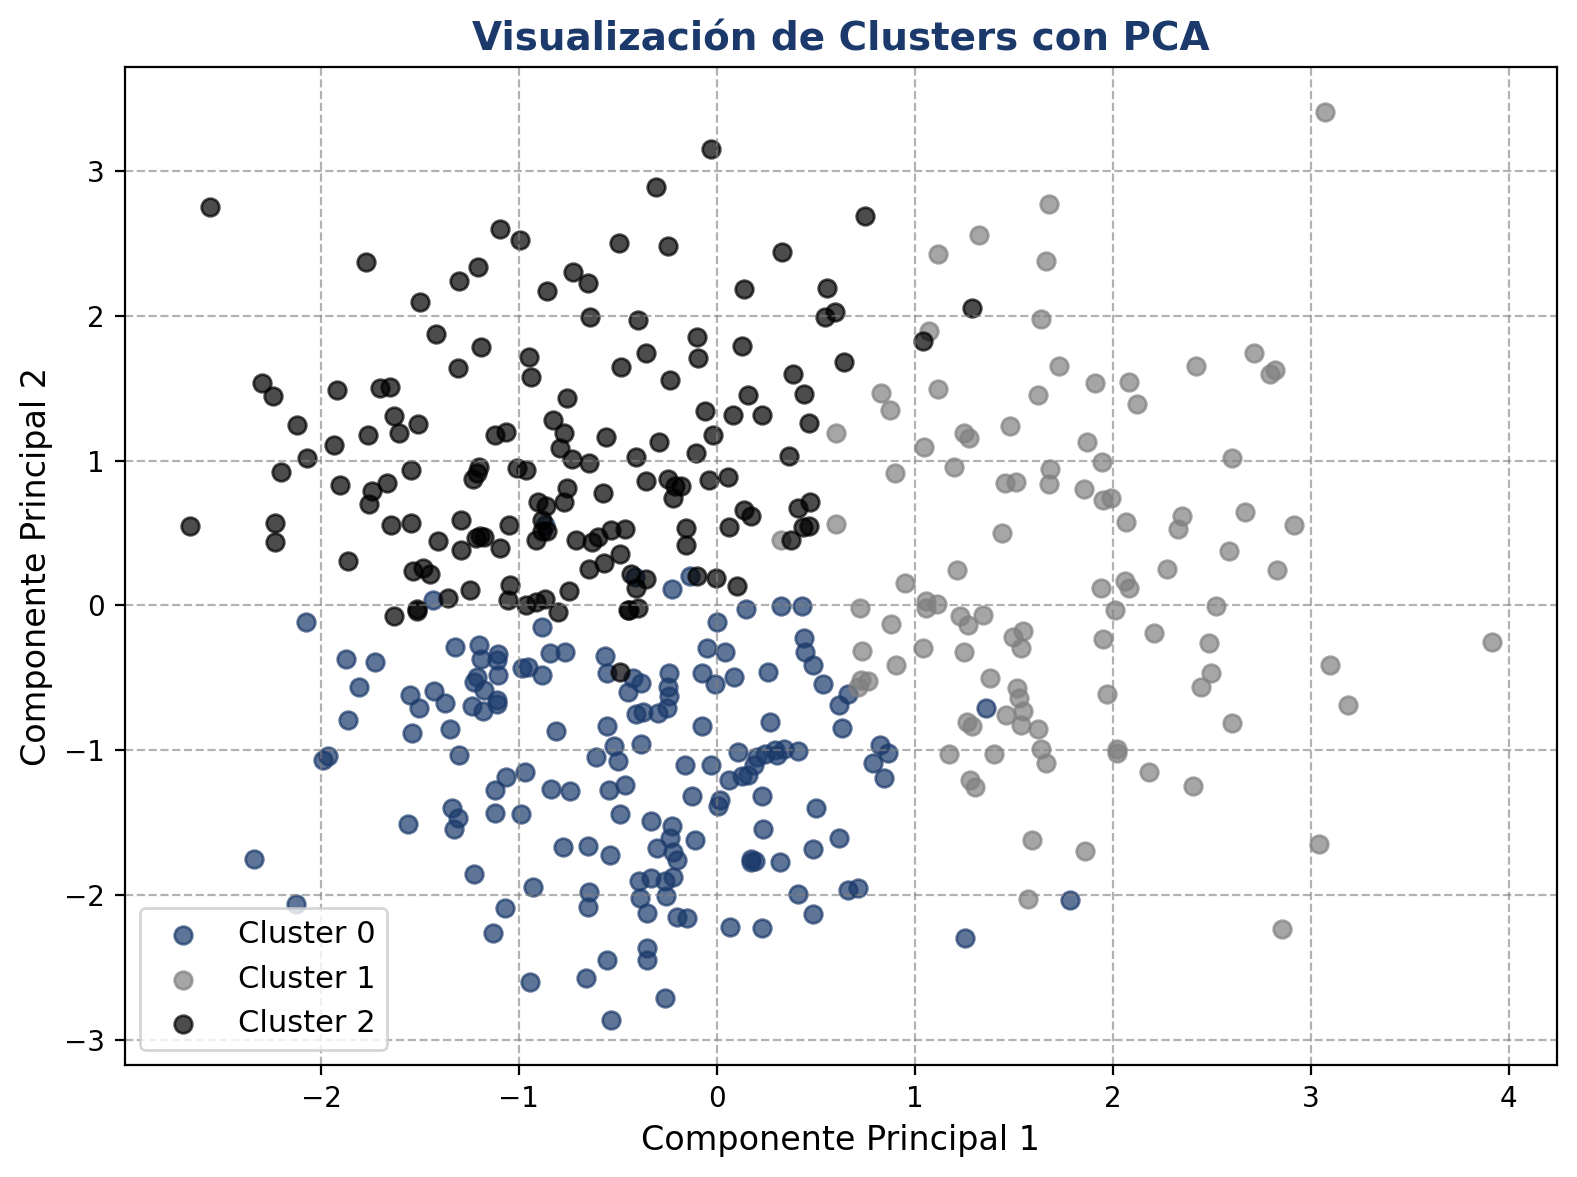 Visualización de Clusters con PCA
Componente Principal 2
3
2
1
0
−1
−2
−3
Cluster 0
Cluster 1
Cluster 2
−2
−1
0
1
2
3
4
Componente Principal 1